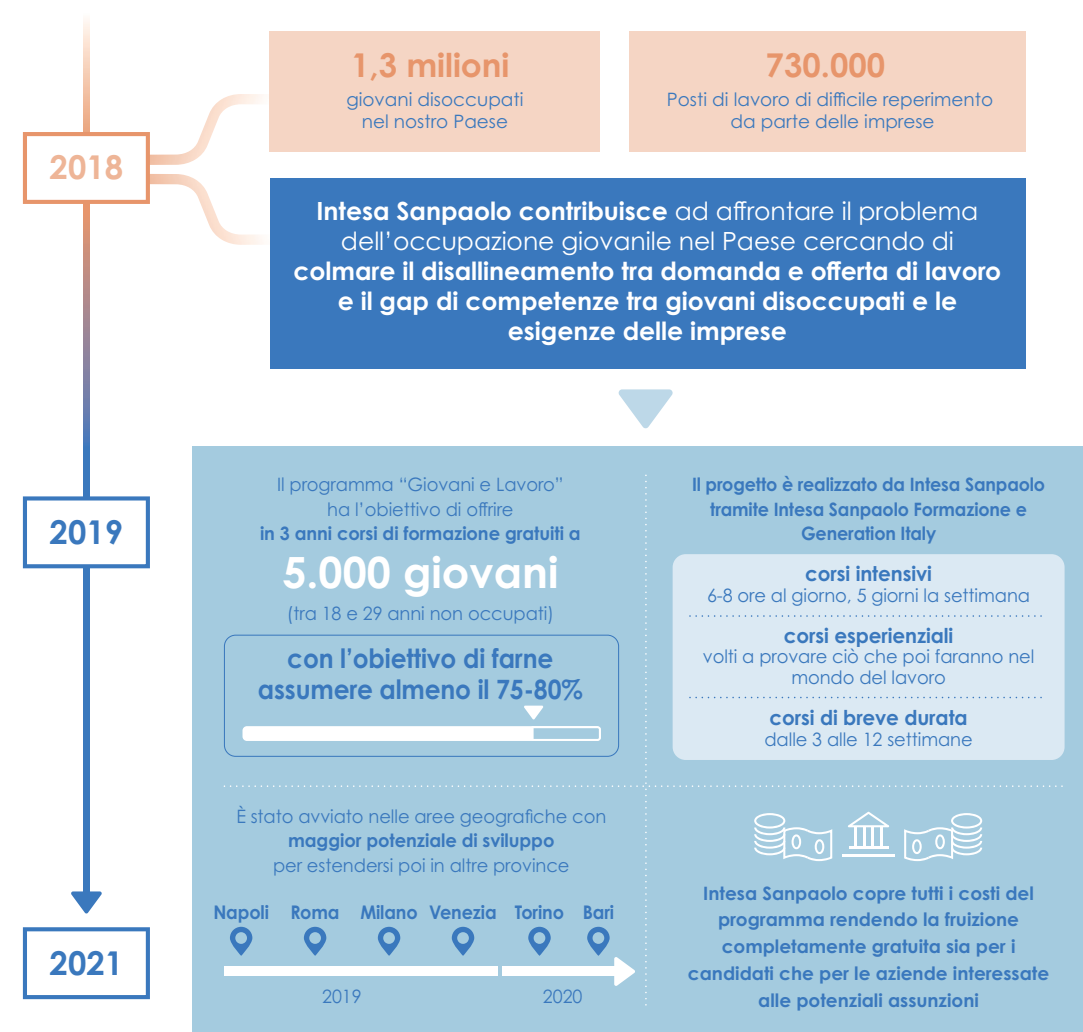 2018
1,3 milioni
giovani disoccupati
nel nostro Paese
730.000
Posti di lavoro di difficile reperimento
da parte delle imprese
Intesa Sanpaolo contribuisce ad affrontare il problema
dell'occupazione giovanile nel Paese cercando di
colmare il disallineamento tra domanda e offerta di lavoro
e il gap di competenze tra giovani disoccupati e le
esigenze delle imprese
2019
Il programma “Giovani e Lavoro”
ha l'obiettivo di offrire
in 3 anni corsi di formazione gratuiti a
5.000 giovani
(tra 18 e 29 anni non occupati)
con l'obiettivo di farne
assumere almeno il 75-80%
Il progetto è realizzato da Intesa Sanpaolo
tramite Intesa Sanpaolo Formazione e
Generation Italy
corsi intensivi
6-8 ore al giorno, 5 giorni la settimana
corsi esperienziali
volti a provare ciò che poi faranno nel
mondo del lavoro
corsi di breve durata
dalle 3 alle 12 settimane
È stato avviato nelle aree geografiche con
maggior potenziale di sviluppo
per estendersi poi in altre province
Napoli Roma Milano Venezia Torino Bari
2019 2020
Intesa Sanpaolo copre tutti i costi del
programma rendendo la fruizione
completamente gratuita sia per i
candidati che per le aziende interessate
alle potenziali assunzioni
2021